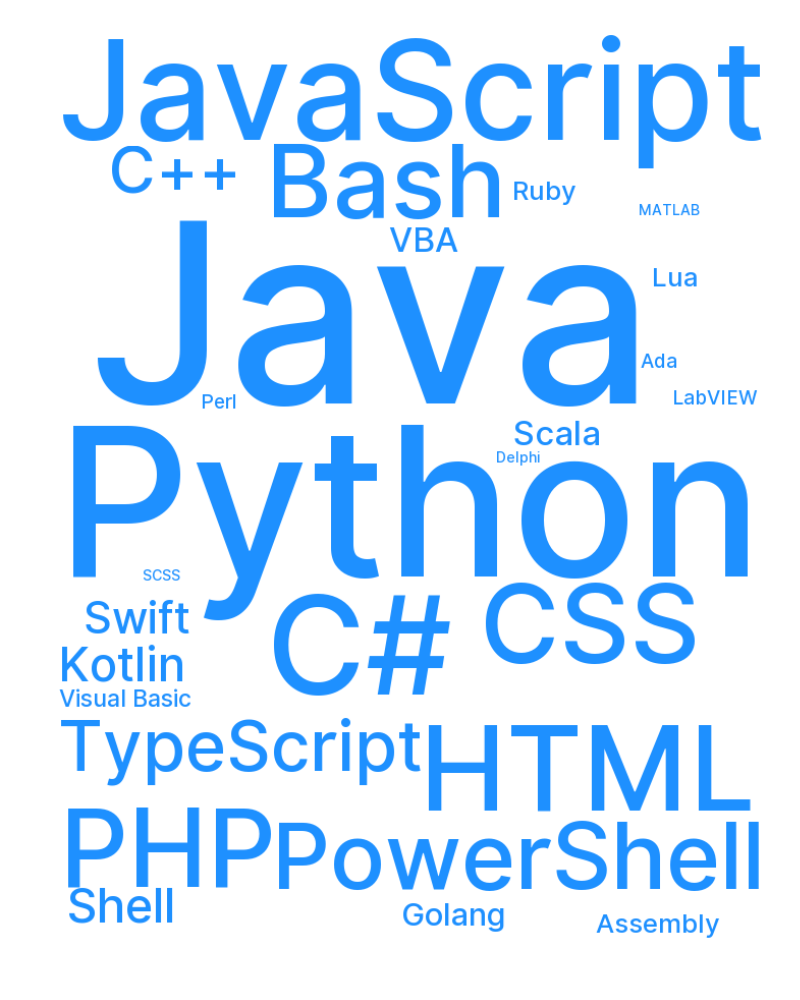 JavaScript
C++
Bash
Ruby
MATLAB
VBA
Java
Lua
Ada
LabVIEW
Perl
Scala
Delphi
Python
SCSS
Swift
C#
CSS
Kotlin
Visual Basic
TypeScript
HTML
PHP
PowerShell
Shell
Golang
Assembly